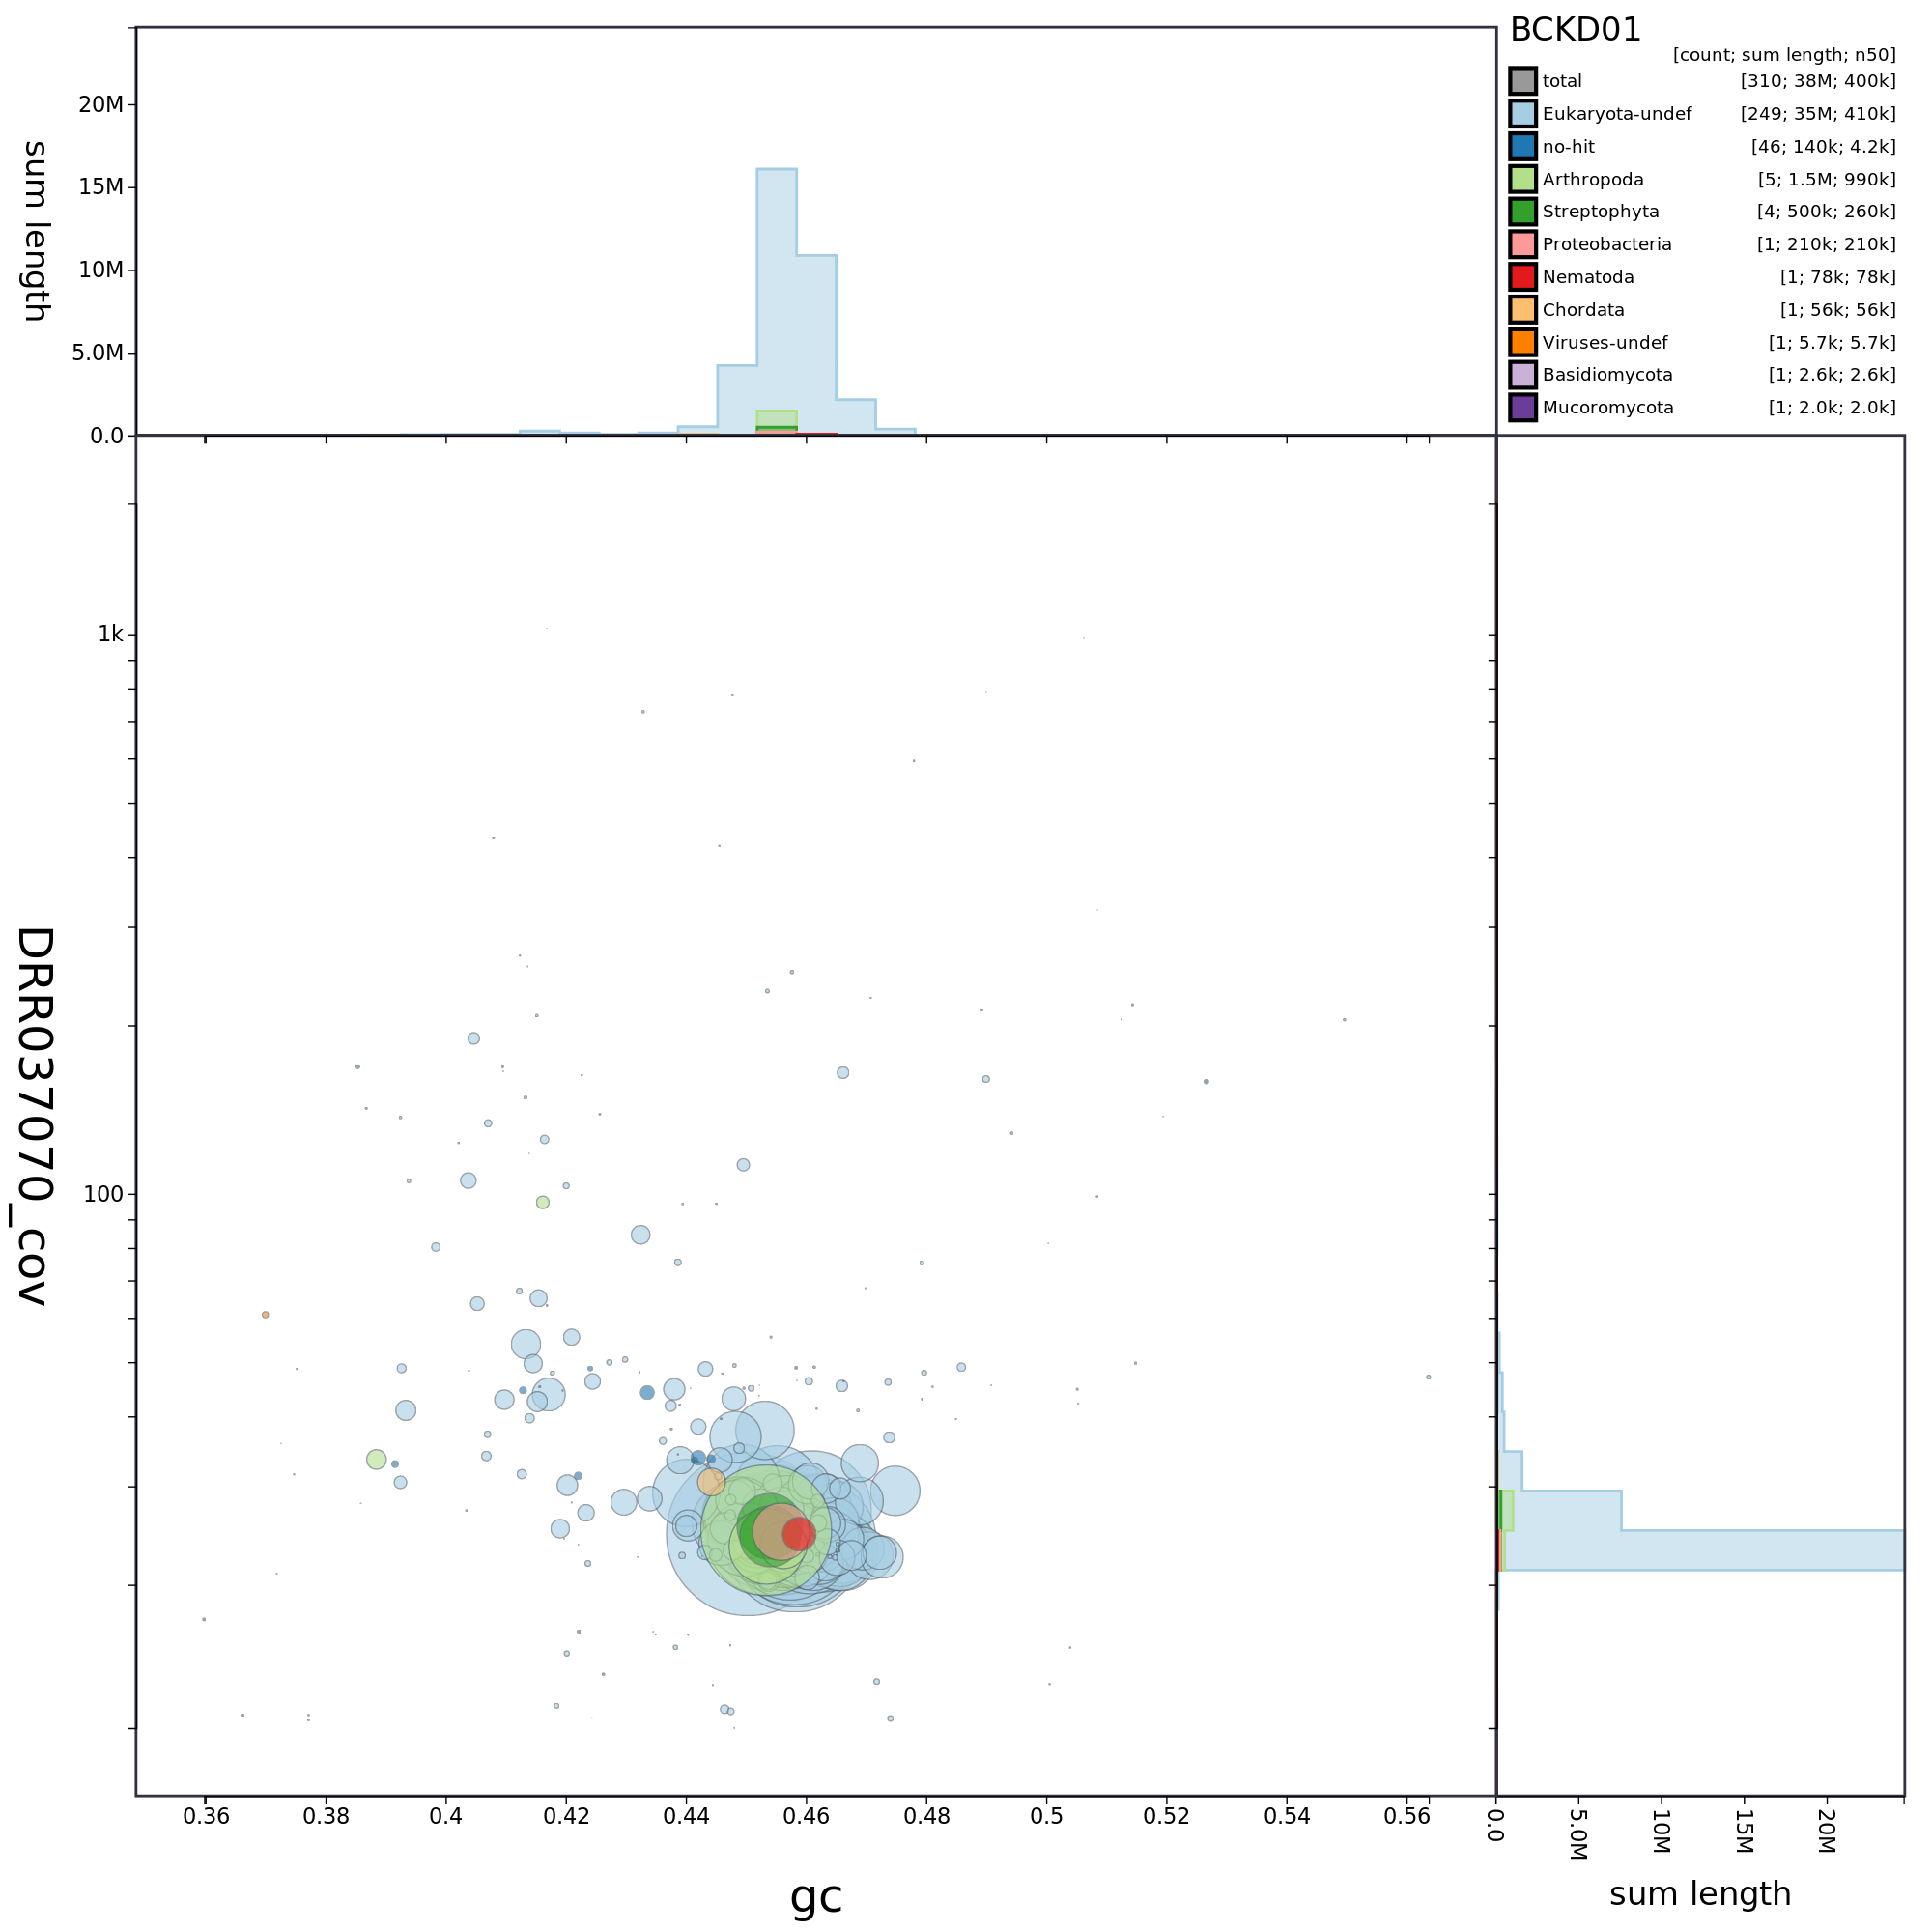 BCKD01
[count; sum length; n50]
total [310; 38M; 400k]
Eukaryota-undef [249; 35M; 410k]
no-hit [46; 140k; 4.2k]
Arthropoda [5; 1.5M; 990k]
Streptophyta [4; 500k; 260k]
Proteobacteria [1; 210k; 210k]
Nematoda [1; 78k; 78k]
Chordata [1; 56k; 56k]
Viruses-undef [1; 5.7k; 5.7k]
Basidiomycota [1; 2.6k; 2.6k]
Mucoromycota [1; 2.0k; 2.0k]
sum length
20M
15M
10M
5.0M
0.0
DRR037070_cov
1k
100
0.36 0.38 0.4 0.42 0.44 0.46 0.48 0.5 0.52 0.54 0.56
gc
0.0 5.0M 10M 15M 20M
sum length